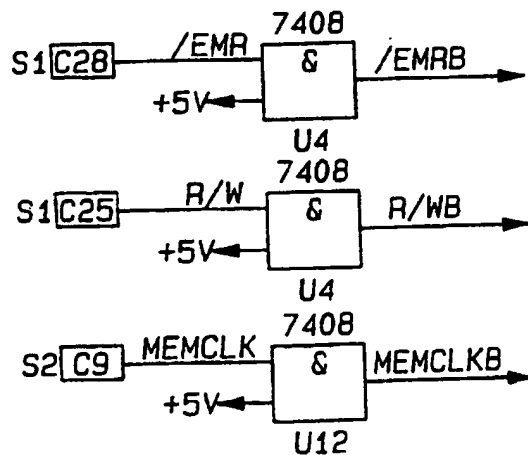 7408
S1 C28 /EMR & /EMRB
+5V
U4
7408
S1 C25 R/W & R/WB
+5V
U4
7408
S2 C9 MEMCLK & MEMCLKB
+5V
U12